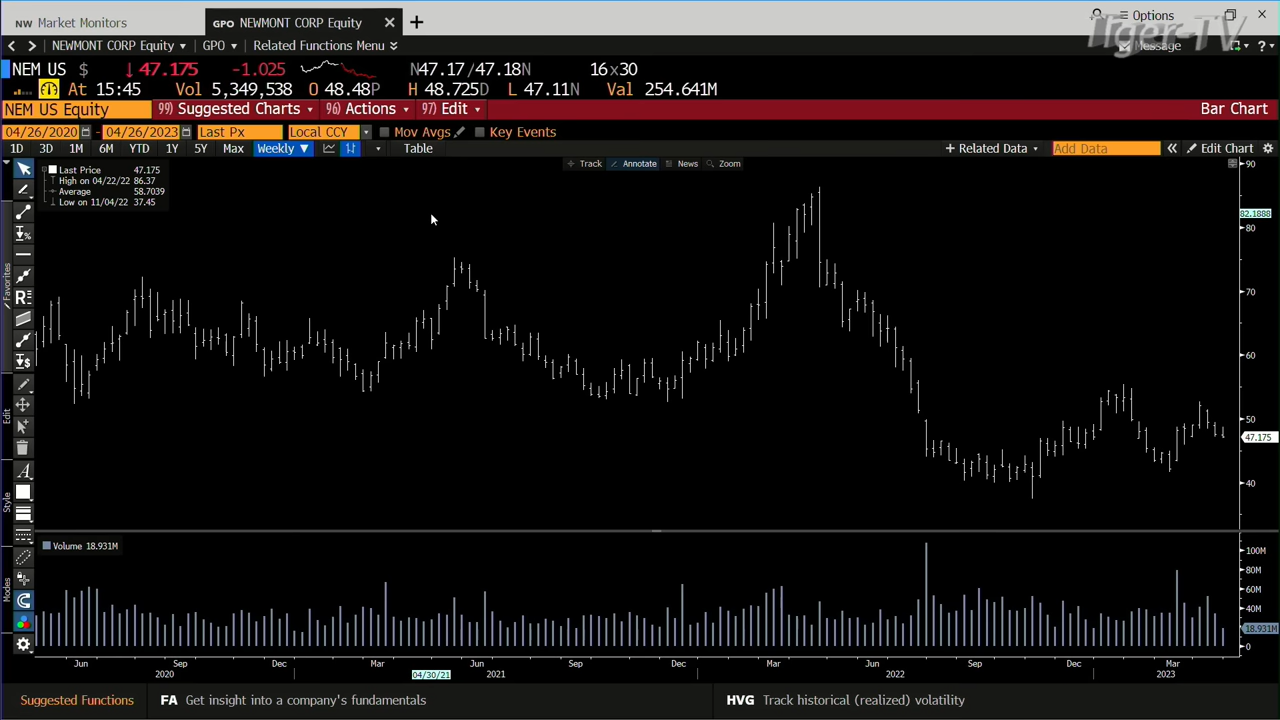 NW Market Monitors
GPO NEWMONT CORP Equity
Options
Tiger-TV
NEWMONT CORP Equity GPO Related Functions Menu
Message
NEM US $ ↓47.175 -1.025 N47.17/47.18N 16x30
At 15:45 Vol 5,349,538 O 48.48P H 48.725D L 47.11N Val 254.641M
NEM US Equity 99) Suggested Charts 96) Actions 97) Edit Bar Chart
04/26/2020 - 04/26/2023 Last Px Local CCY Mov Avgs Key Events
1D 3D 1M 6M YTD 1Y 5Y Max Weekly ▼ Table + Related Data Add Data « Edit Chart
Track Annotate News Zoom
Last Price 47.175
High on 04/22/22 86.37
Average 58.7039
Low on 11/04/22 37.45
90
82.1888
80
70
60
50
47.175
40
Favorites
Edit
Style
Modes
Volume 18.931M
100M
80M
60M
40M
18.931M
0
Jun Sep Dec Mar Jun Sep Dec Mar Jun Sep Dec Mar
2020 04/30/21 2021 2022 2023
Suggested Functions FA Get insight into a company's fundamentals HVG Track historical (realized) volatility